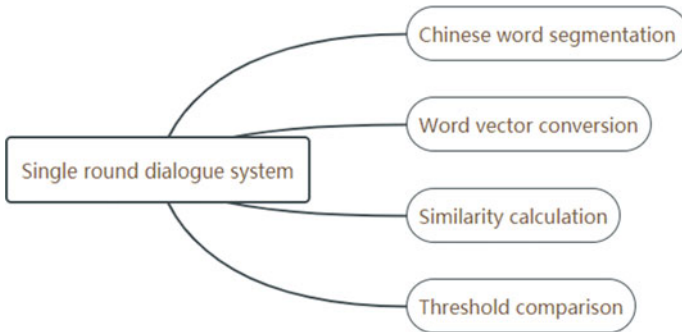 Chinese word segmentation
Word vector conversion
Single round dialogue system
Similarity calculation
Threshold comparison